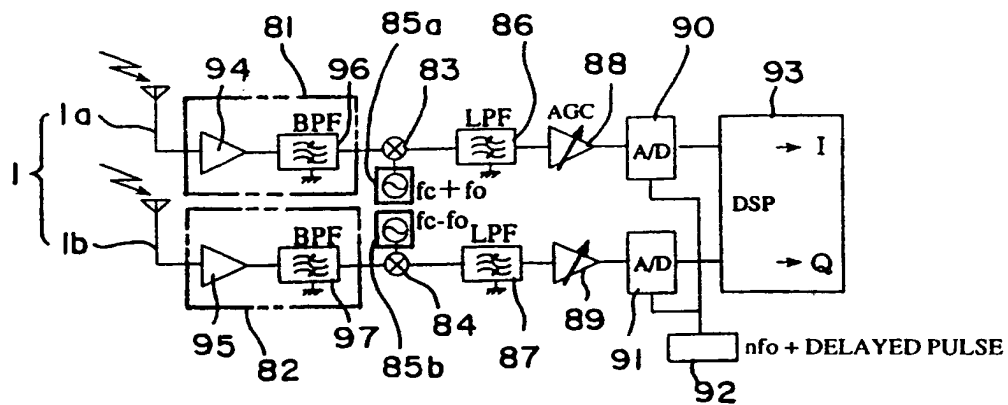 81
85a
86
90
94
96
83
88
93
1a
BPF
LPF
AGC
A/D
I
fc+fo
1
DSP
fc-fo
1b
BPF
LPF
A/D
Q
95
82
97
85b
84
87
89
91
92
nfo + DELAYED PULSE